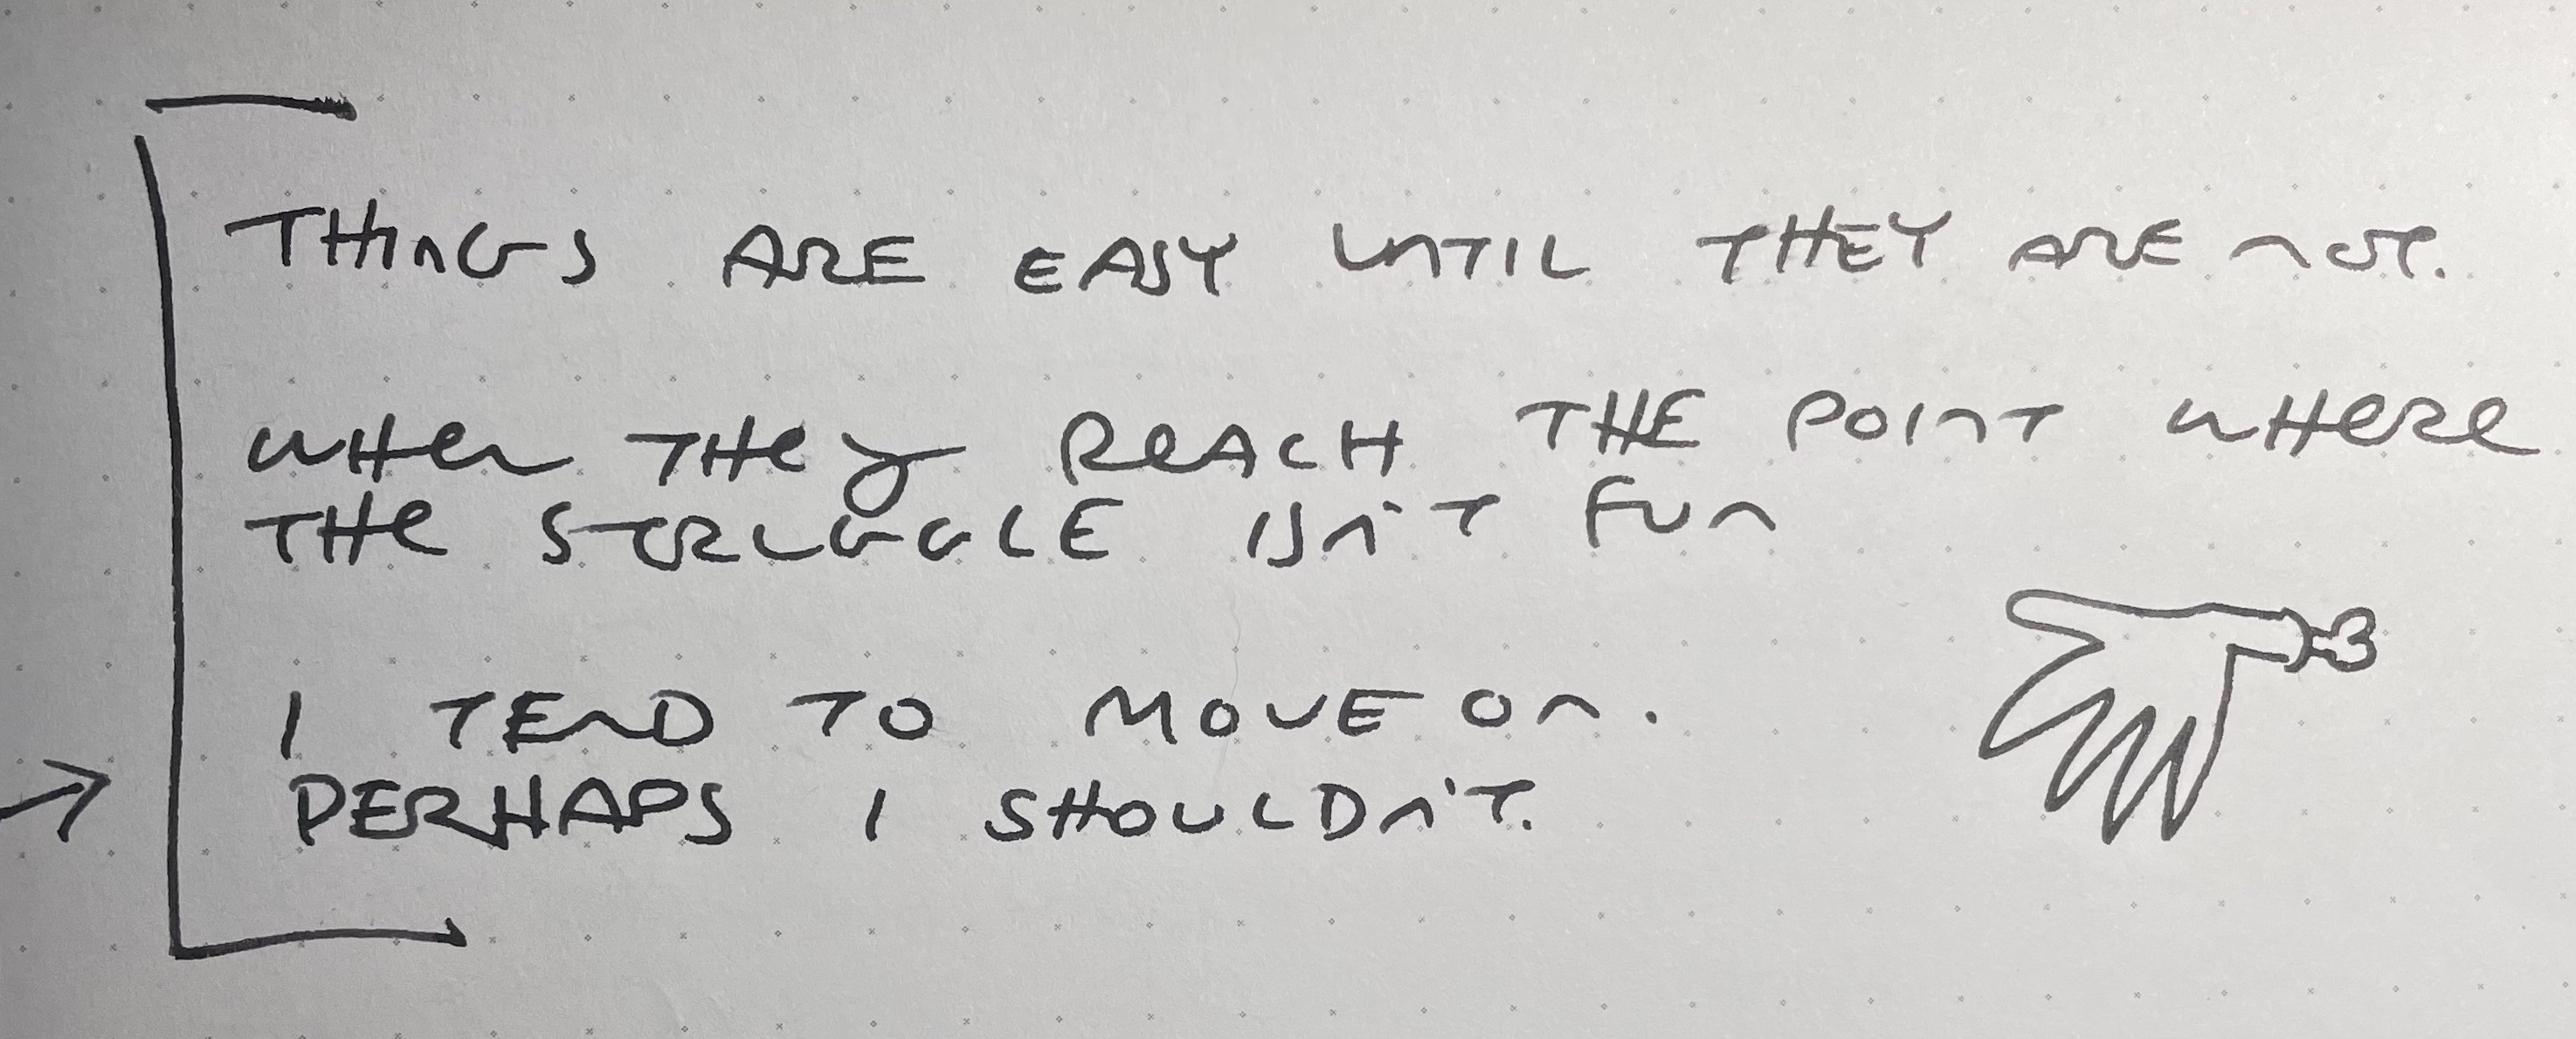 THINGS ARE EASY UNTIL THEY ARE NOT.
WHEN THEY REACH THE POINT WHERE
THE STRUGGLE ISN'T FUN
I TEND TO MOVE ON.
PERHAPS I SHOULDN'T.